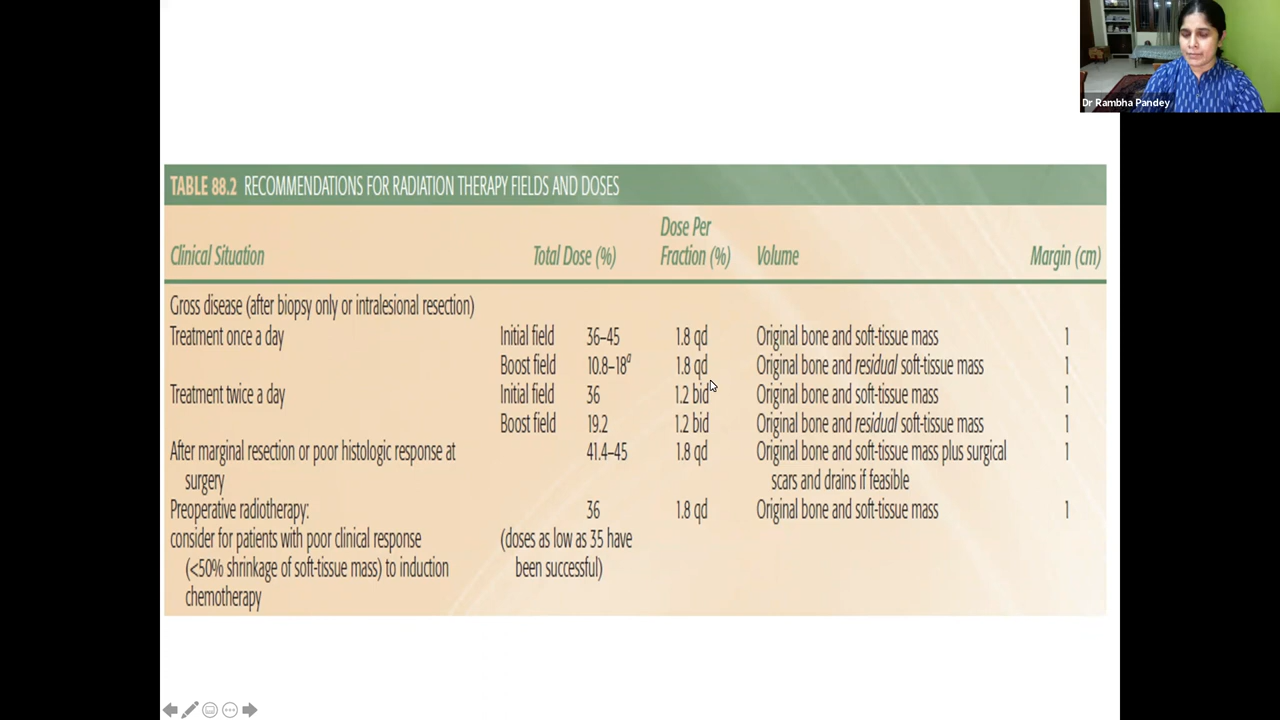 Dr Rambha Pandey
TABLE 88.2 RECOMMENDATIONS FOR RADIATION THERAPY FIELDS AND DOSES
Clinical Situation Total Dose (%) Dose Per Fraction (%) Volume Margin (cm)
Gross disease (after biopsy only or intralesional resection)
Treatment once a day Initial field 36–45 1.8 qd Original bone and soft-tissue mass 1
Boost field 10.8–18a 1.8 qd Original bone and residual soft-tissue mass 1
Treatment twice a day Initial field 36 1.2 bid Original bone and soft-tissue mass 1
Boost field 19.2 1.2 bid Original bone and residual soft-tissue mass 1
After marginal resection or poor histologic response at 41.4–45 1.8 qd Original bone and soft-tissue mass plus surgical 1
surgery scars and drains if feasible
Preoperative radiotherapy: 36 1.8 qd Original bone and soft-tissue mass 1
consider for patients with poor clinical response (doses as low as 35 have
(<50% shrinkage of soft-tissue mass) to induction been successful)
chemotherapy